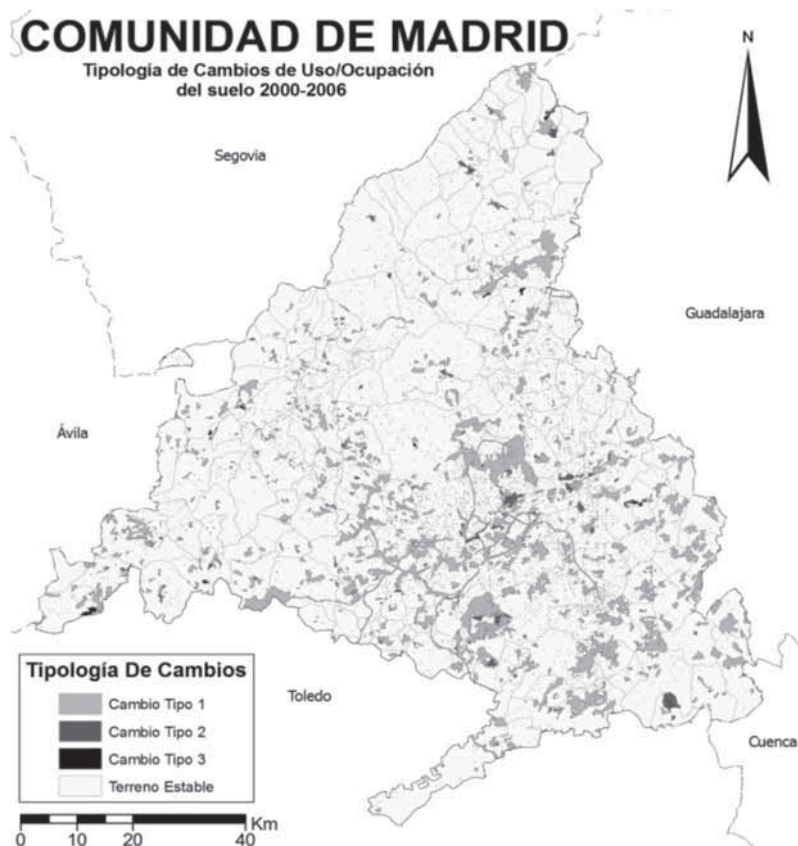 COMUNIDAD DE MADRID
Tipología de Cambios de Uso/Ocupación
del suelo 2000-2006
N
Segovia
Guadalajara
Ávila
Toledo
Cuenca
Tipología De Cambios
Cambio Tipo 1
Cambio Tipo 2
Cambio Tipo 3
Terreno Estable
Km
0 10 20 40